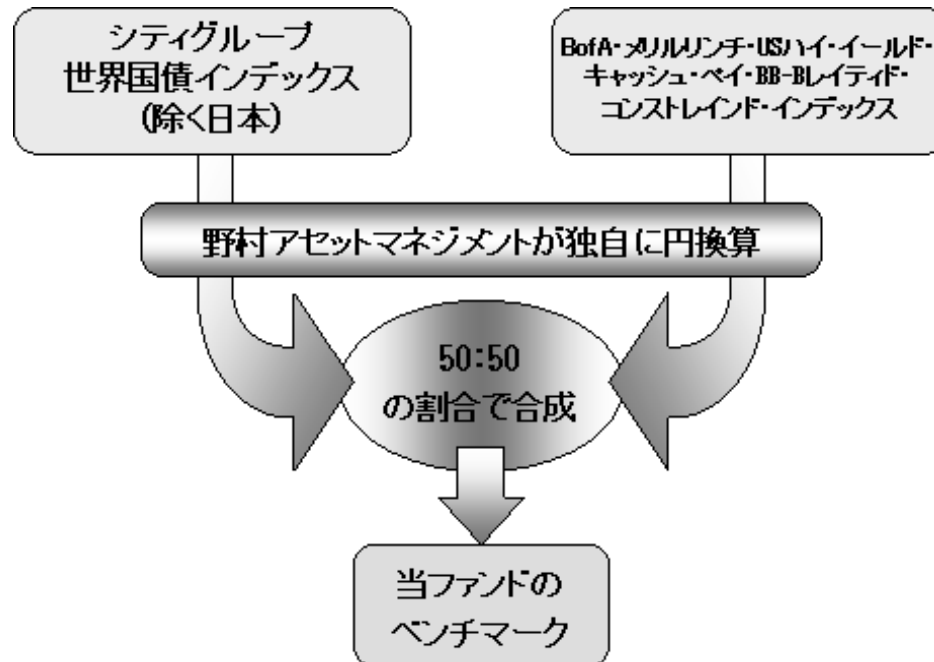 シティグループ
世界国債インデックス
(除く日本)
BofA・メリルリンチ・USハイ・イールド・
キャッシュ・ペイ・BB-Bレイティド・
コンストレインド・インデックス
野村アセットマネジメントが独自に円換算
50:50
の割合で合成
当ファンドの
ベンチマーク